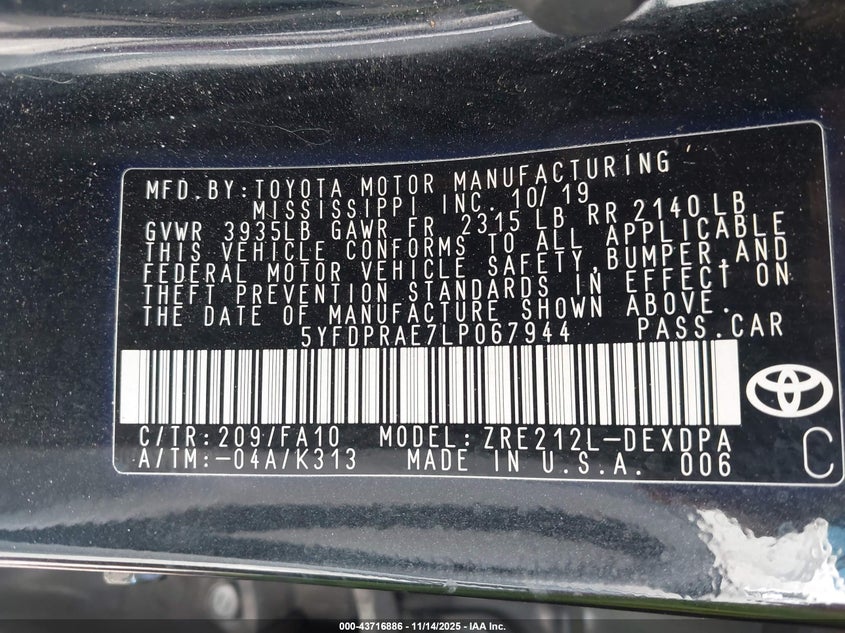 MFD.BY:TOYOTA MOTOR MANUFACTURING
MISSISSIPPI INC. 10/19
GVWR 3935LB GAWR FR 2315 LB RR 2140 LB
THIS VEHICLE CONFORMS TO ALL APPLICABLE
FEDERAL MOTOR VEHICLE SAFETY,BUMPER,AND
THEFT PREVENTION STANDARDS IN EFFECT ON
THE DATE OF MANUFACTURE SHOWN ABOVE.
5YFDPRAE7LP067944 PASS.CAR
C/TR:209/FA10 MODEL:ZRE212L-DEXDPA
A/TM:-04A/K313 MADE IN U.S.A. 006
C
000-43716886 | 11/14/2025 - IAA Inc.